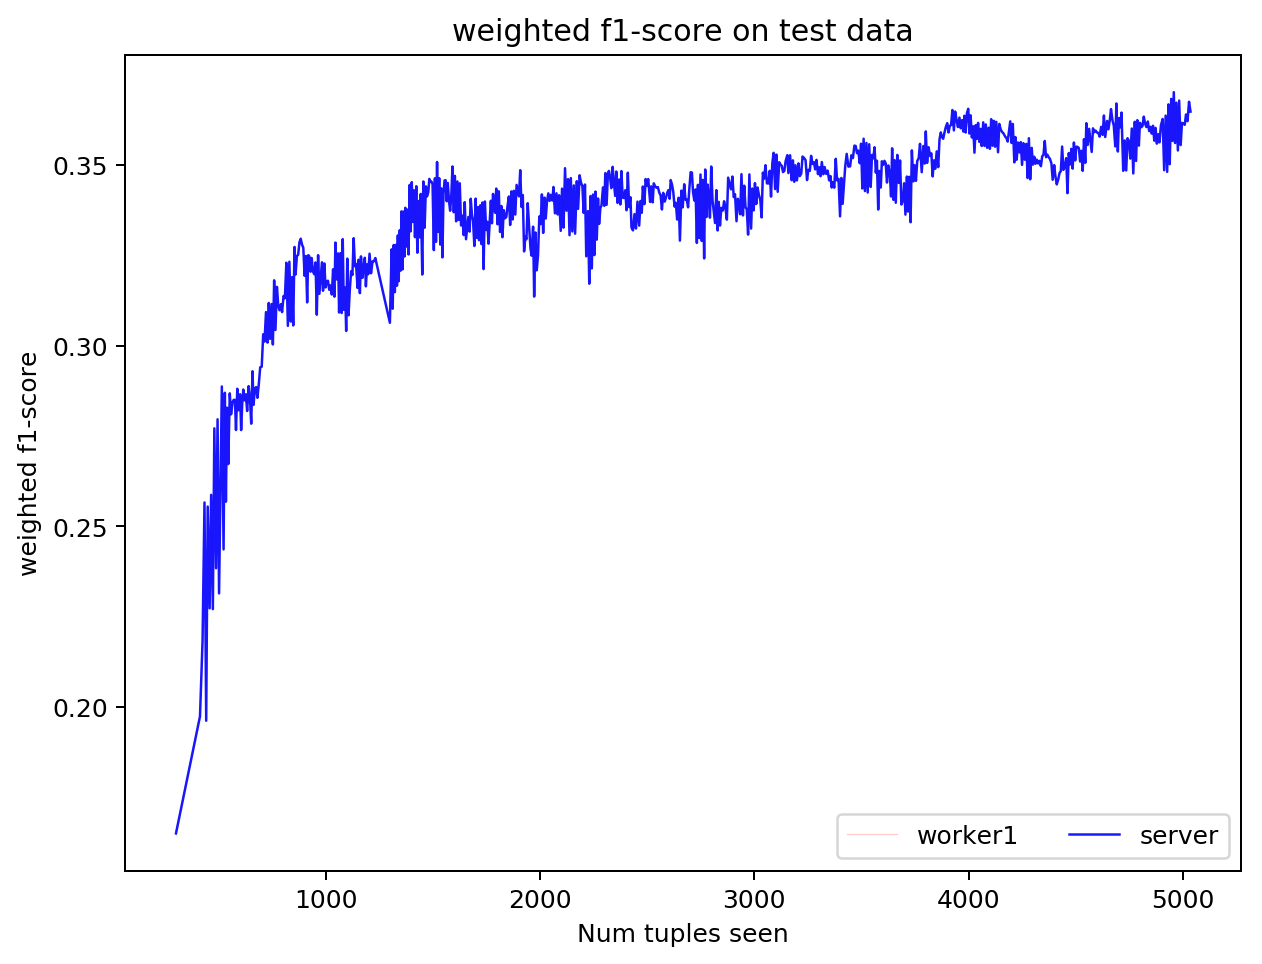 weighted f1-score on test data
weighted f1-score
0.35
0.30
0.25
0.20
1000 2000 3000 4000 5000
Num tuples seen
worker1 server